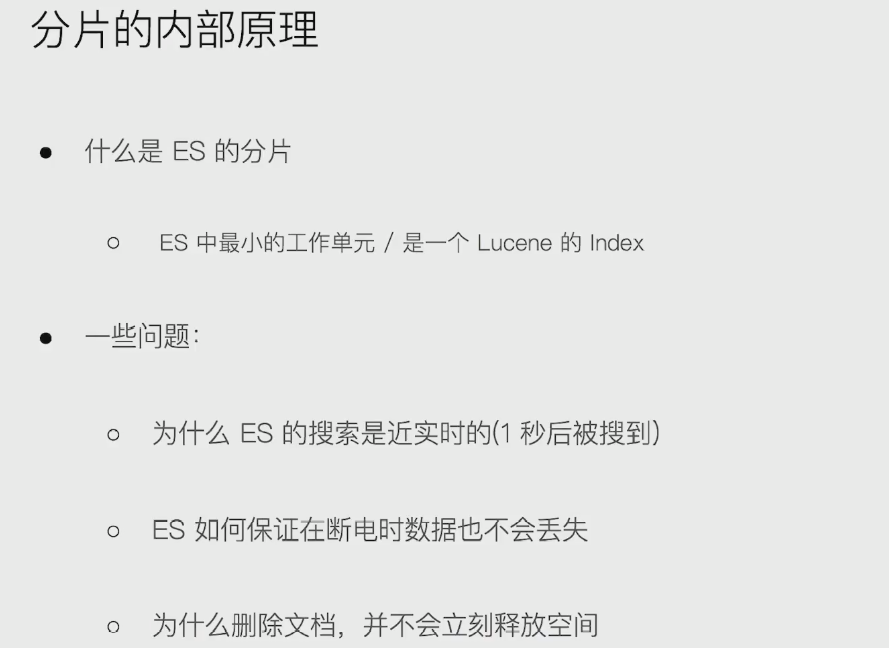 分片的内部原理
什么是 ES 的分片
ES 中最小的工作单元 / 是一个 Lucene 的 Index
一些问题：
为什么 ES 的搜索是近实时的(1 秒后被搜到)
ES 如何保证在断电时数据也不会丢失
为什么删除文档，并不会立刻释放空间